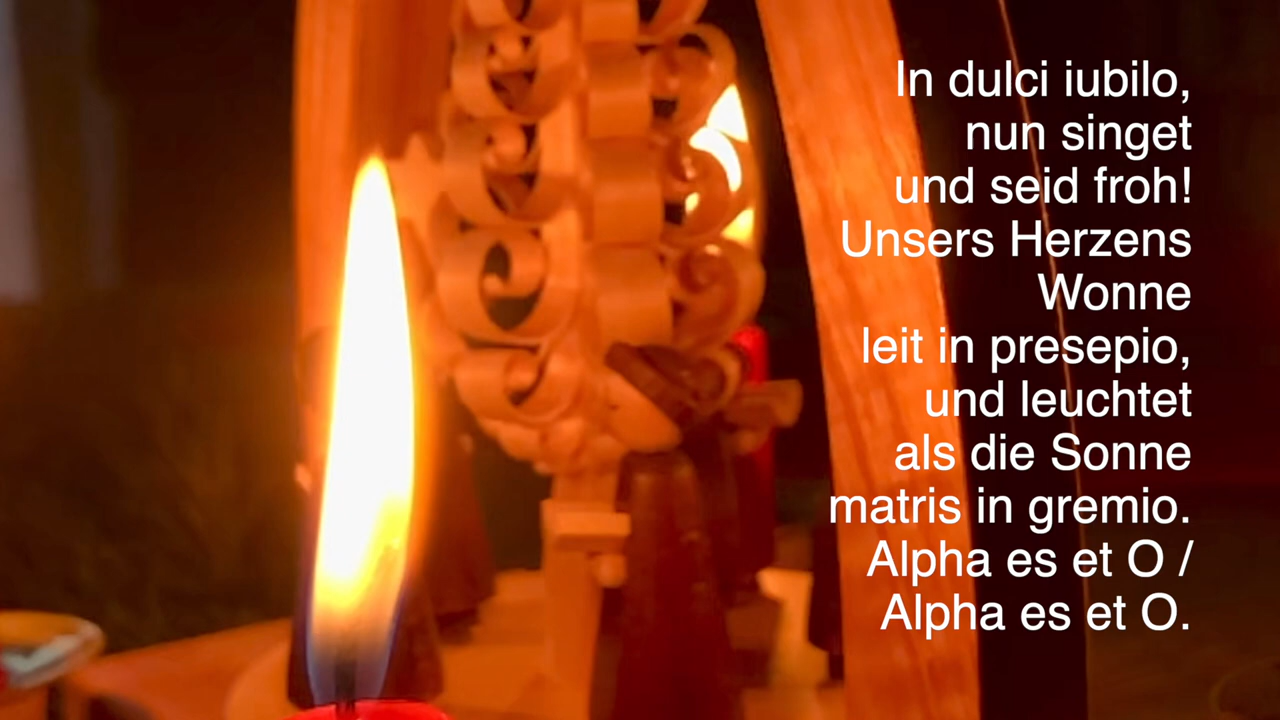 In dulci iubilo,
nun singet
und seid froh!
Unsers Herzens
Wonne
leit in presepio,
und leuchtet
als die Sonne
matris in gremio.
Alpha es et O /
Alpha es et O.